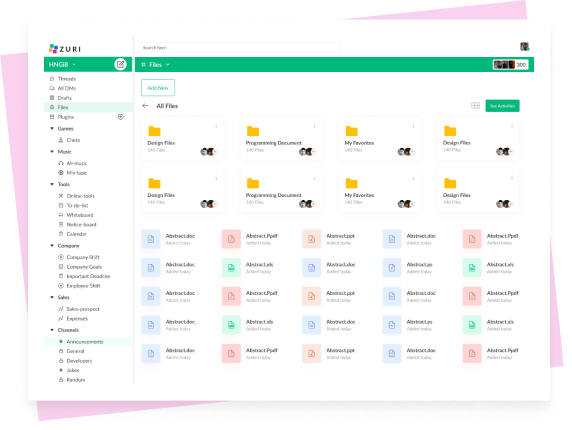 ZURI
Search here
HNGi8
# Files
300
Threads
All DMs
Drafts
Files
Plugins
Games
Chess
Music
All-music
Mix-tape
Tools
Online-tools
To-do-list
Whiteboard
Notice-board
Calender
Company
Company Shift
Company Goals
Important Deadline
Employee Shift
Sales
Sales-prospect
Expenses
Channels
Announcements
General
Developers
Jokes
Random
Add New
← All Files
See Activities
Design Files
140 Files
Programming Document
140 Files
My Favorites
140 Files
Design Files
140 Files
Design Files
140 Files
Programming Document
140 Files
My Favorites
140 Files
Design Files
140 Files
Abstract.doc
Added today
Abstract.Ppdf
Added today
Abstract.ppt
Added today
Abstract.doc
Added today
Abstract.Ppdf
Added today
Abstract.doc
Added today
Abstract.xls
Added today
Abstract.doc
Added today
Abstract.ps
Added today
Abstract.xls
Added today
Abstract.doc
Added today
Abstract.Ppdf
Added today
Abstract.ppt
Added today
Abstract.doc
Added today
Abstract.Ppdf
Added today
Abstract.doc
Added today
Abstract.xls
Added today
Abstract.doc
Added today
Abstract.ps
Added today
Abstract.xls
Added today
Abstract.doc
Added today
Abstract.Ppdf
Added today
Abstract.ppt
Added today
Abstract.doc
Added today
Abstract.Ppdf
Added today